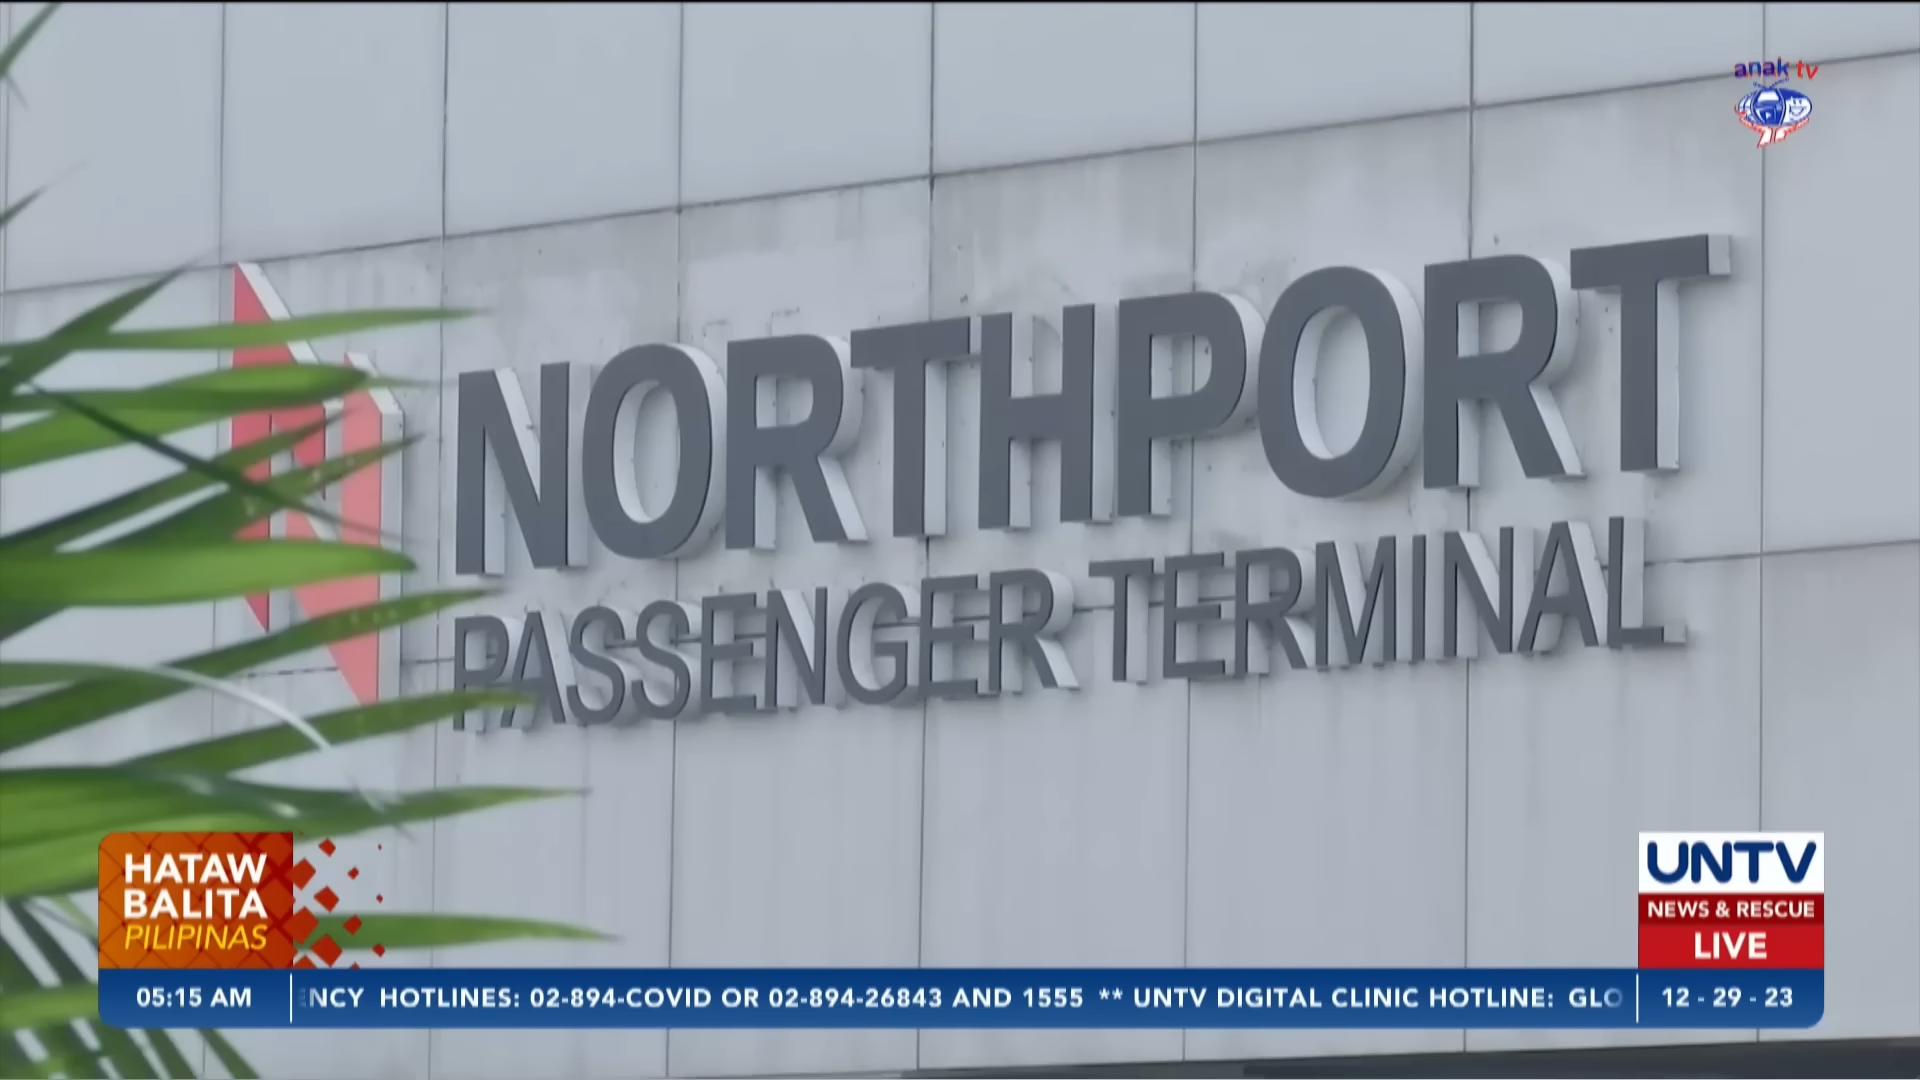 anak tv
NORTHPORT
PASSENGER TERMINAL
HATAW
BALITA
PILIPINAS
UNTV
NEWS & RESCUE
LIVE
05:15 AM
NCY HOTLINES: 02-894-COVID OR 02-894-26843 AND 1555 ** UNTV DIGITAL CLINIC HOTLINE: GLO
12 - 29 - 23